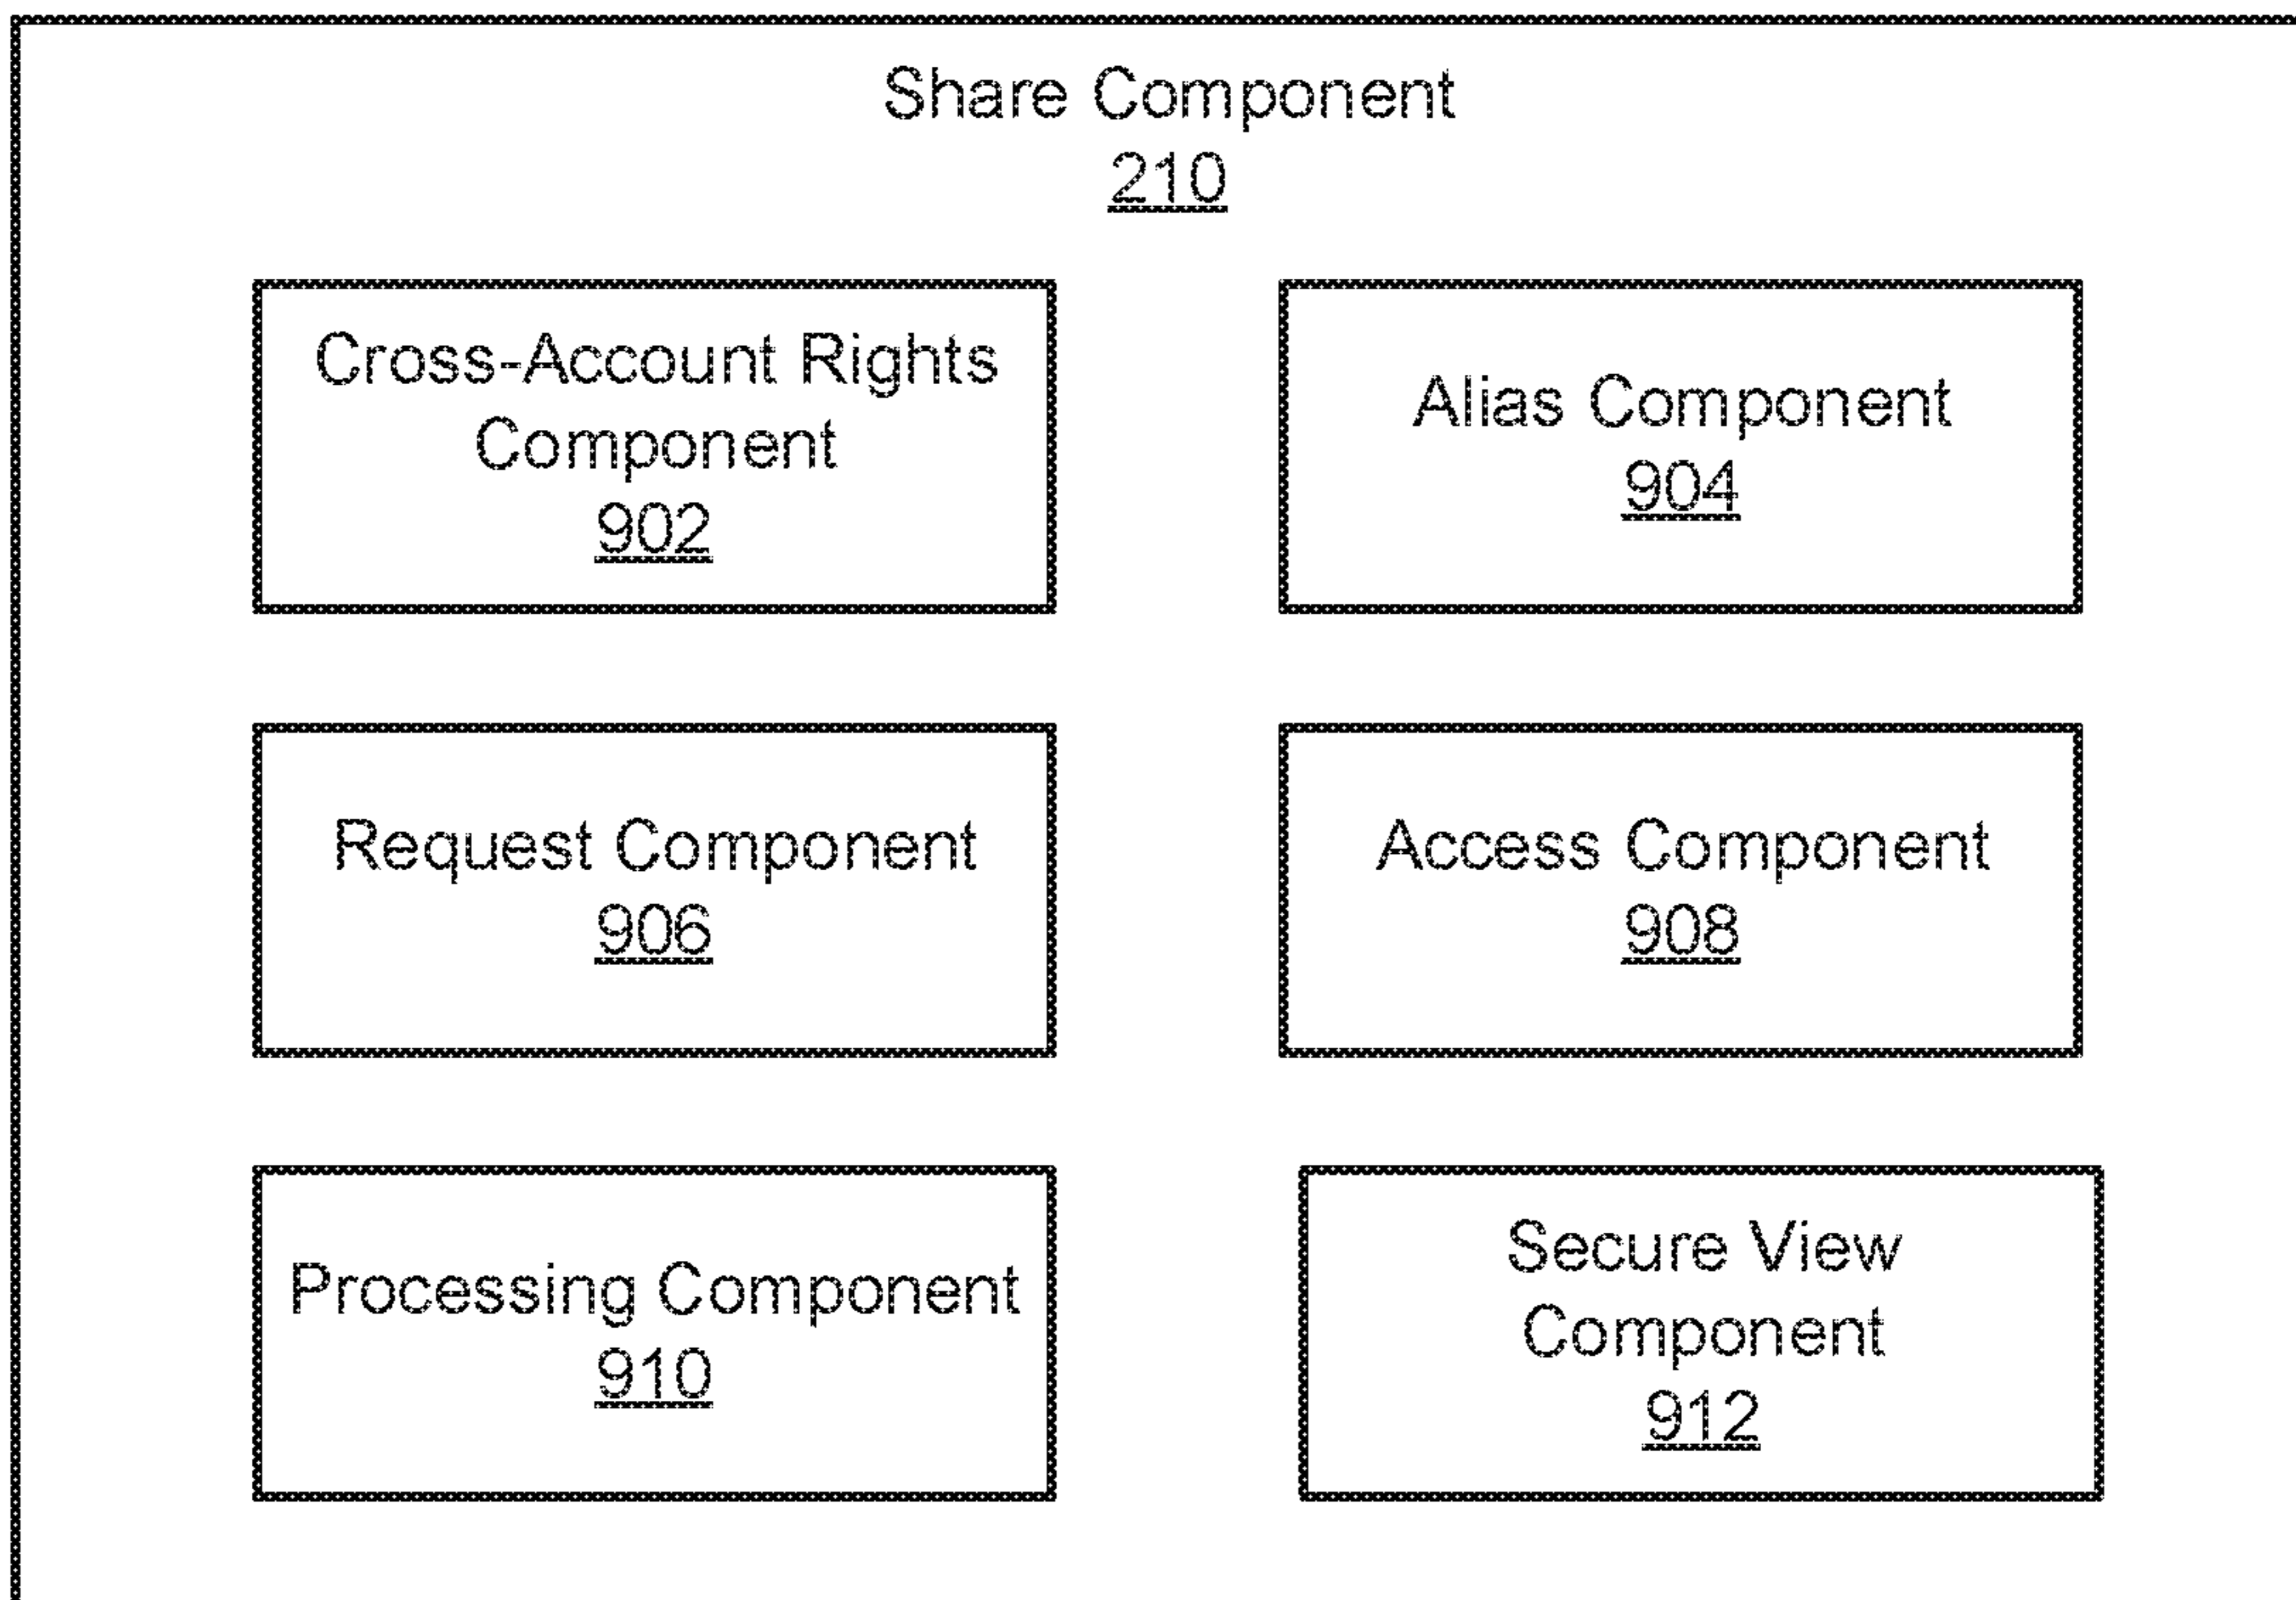 Share Component
210
Cross-Account Rights
Component
902
Alias Component
904
Request Component
906
Access Component
908
Processing Component
910
Secure View
Component
912